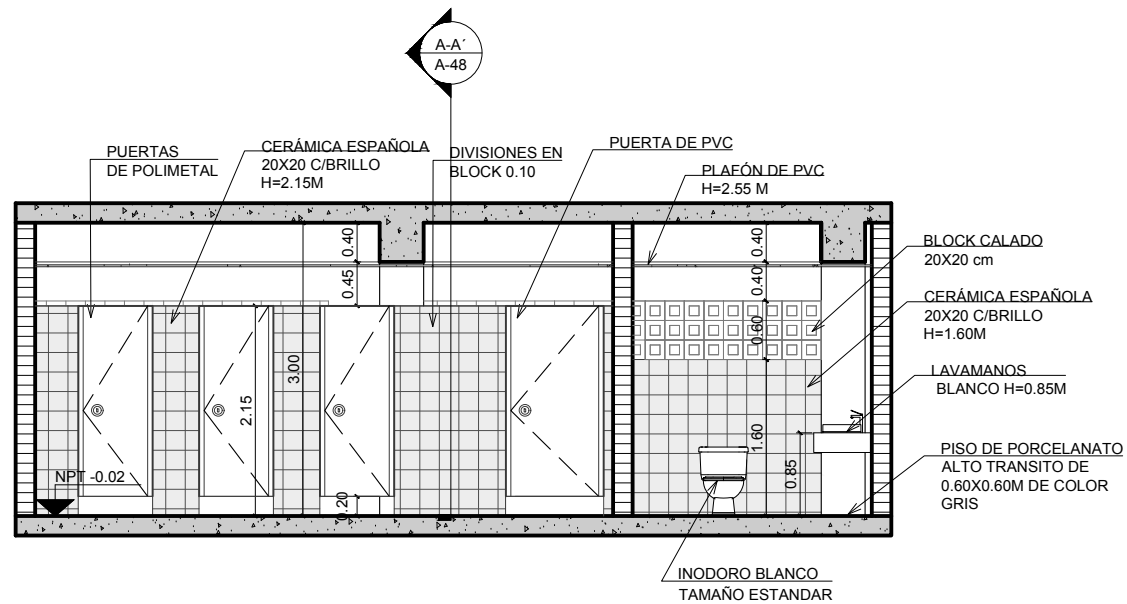 A-A´
A-48
PUERTAS
DE POLIMETAL
CERÁMICA ESPAÑOLA
20X20 C/BRILLO
H=2.15M
DIVISIONES EN
BLOCK 0.10
PUERTA DE PVC
PLAFÓN DE PVC
H=2.55 M
BLOCK CALADO
20X20 cm
CERÁMICA ESPAÑOLA
20X20 C/BRILLO
H=1.60M
LAVAMANOS
BLANCO H=0.85M
PISO DE PORCELANATO
ALTO TRANSITO DE
0.60X0.60M DE COLOR
GRIS
INODORO BLANCO
TAMAÑO ESTANDAR
NPT -0.02
2.15
3.00
0.40
0.45
0.20
0.40
0.40
0.60
1.60
0.85